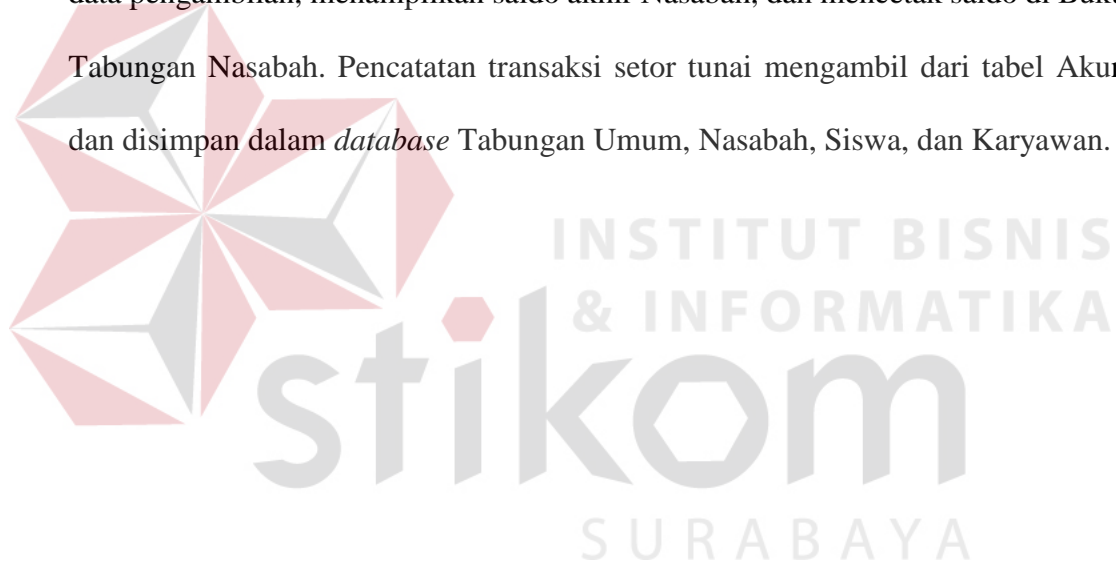 data pengambilan, menampilkan saldo akhir Nasabah, dan mencetak saldo di Buku
Tabungan Nasabah. Pencatatan transaksi setor tunai mengambil dari tabel Akun
dan disimpan dalam database Tabungan Umum, Nasabah, Siswa, dan Karyawan.
INSTITUT BISNIS
& INFORMATIKA
stikom
SURABAYA